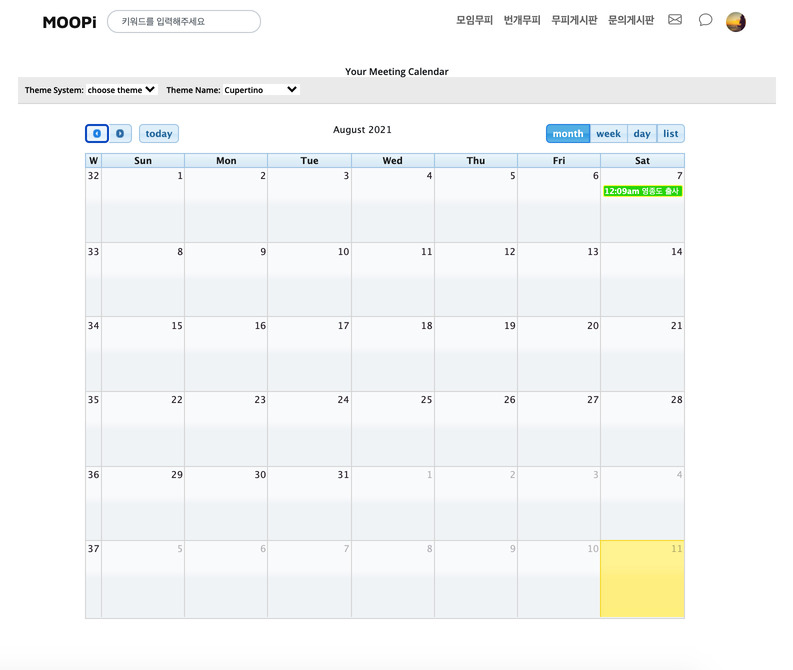 MOOPi 키워드를 입력해주세요 모임무피 번개무피 무피게시판 문의게시판
Your Meeting Calendar
Theme System: choose theme Theme Name: Cupertino
today August 2021 month week day list
W Sun Mon Tue Wed Thu Fri Sat
32 1 2 3 4 5 6 7
12:09am 영종도 출사
33 8 9 10 11 12 13 14
34 15 16 17 18 19 20 21
35 22 23 24 25 26 27 28
36 29 30 31 1 2 3 4
37 5 6 7 8 9 10 11